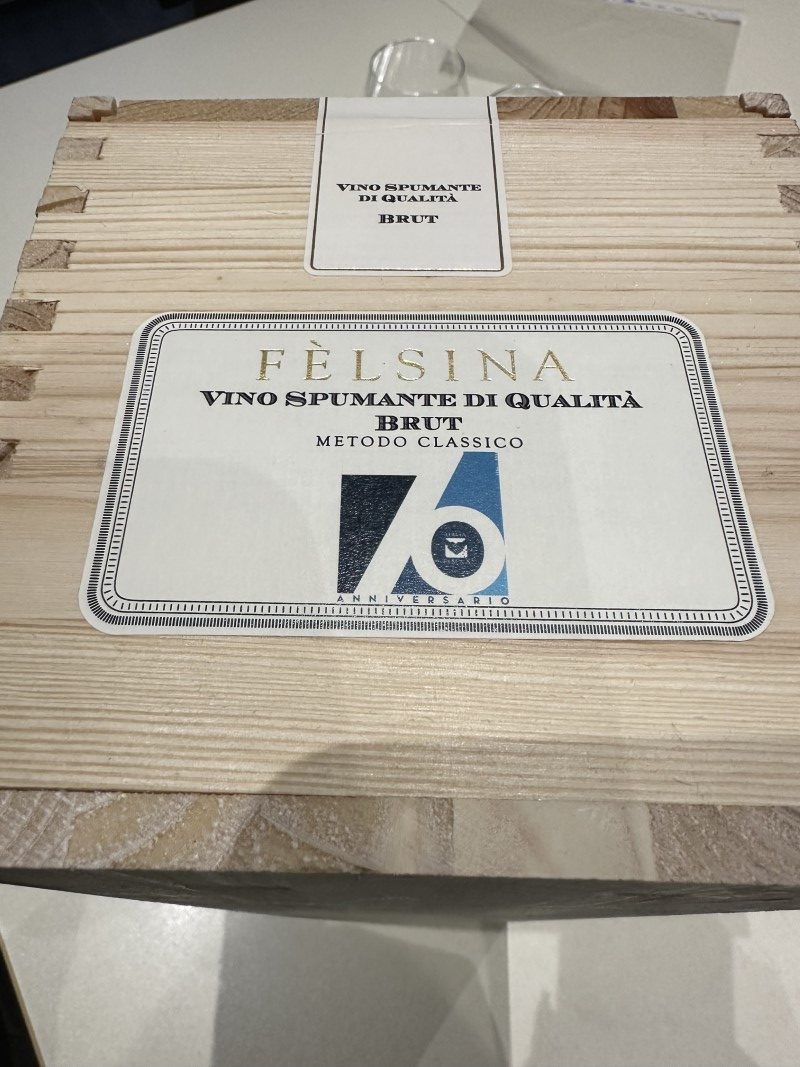 VINO SPUMANTE
DI QUALITÀ
BRUT
FÈLSINA
VINO SPUMANTE DI QUALITÀ
BRUT
METODO CLASSICO
70
ANNIVERSARIO